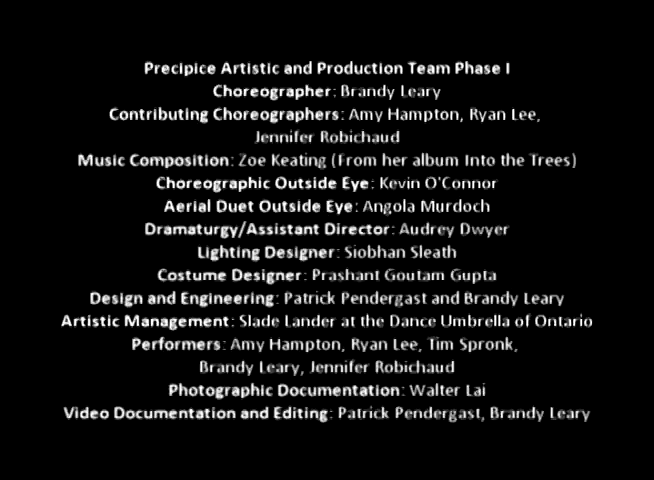 Precipice Artistic and Production Team Phase I
Choreographer: Brandy Leary
Contributing Choreographers: Amy Hampton, Ryan Lee,
Jennifer Robichaud
Music Composition: Zoe Keating (From her album Into the Trees)
Choreographic Outside Eye: Kevin O'Connor
Aerial Duet Outside Eye: Angola Murdoch
Dramaturgy/Assistant Director: Audrey Dwyer
Lighting Designer: Siobhan Sleath
Costume Designer: Prashant Goutam Gupta
Design and Engineering: Patrick Pendergast and Brandy Leary
Artistic Management: Slade Lander at the Dance Umbrella of Ontario
Performers: Amy Hampton, Ryan Lee, Tim Spronk,
Brandy Leary, Jennifer Robichaud
Photographic Documentation: Walter Lai
Video Documentation and Editing: Patrick Pendergast, Brandy Leary